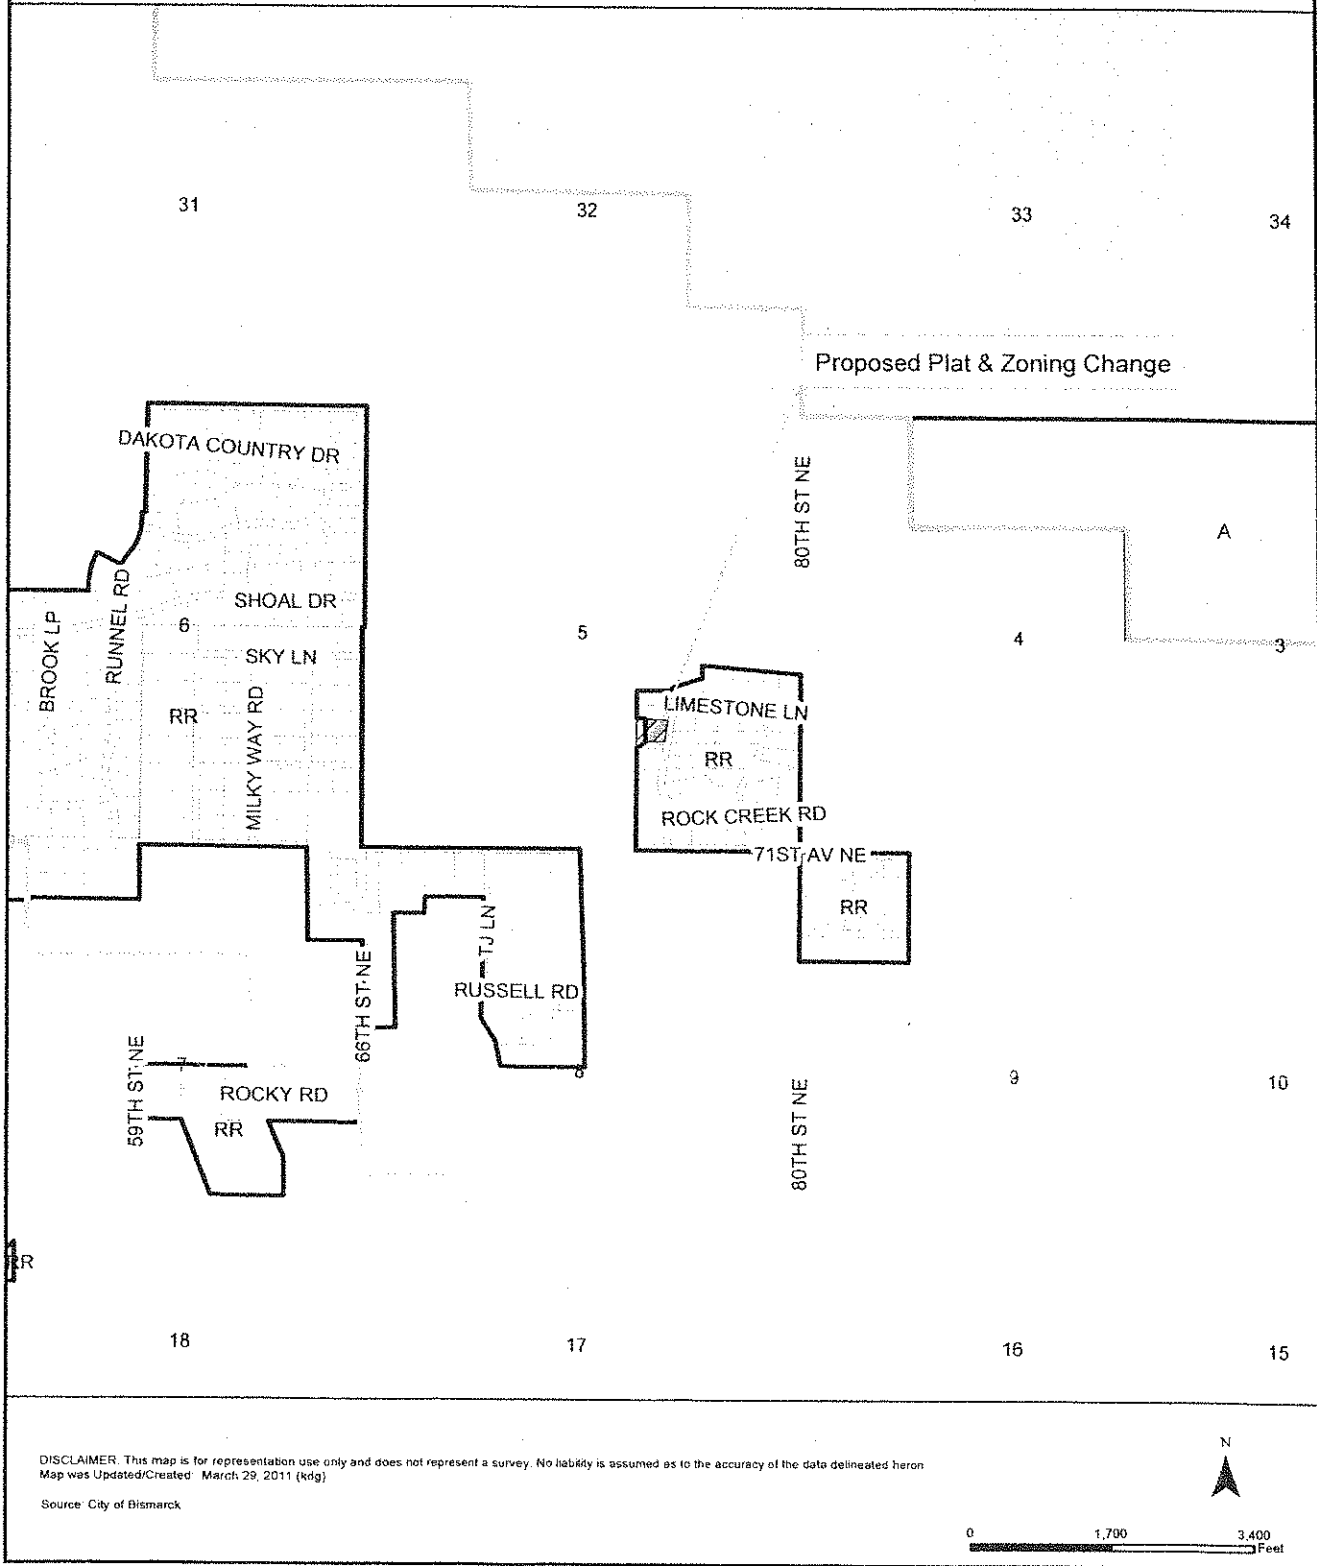 31
32
33
34
Proposed Plat & Zoning Change
DAKOTA COUNTRY DR
80TH ST NE
A
BROOK LP
RUNNEL RD
SHOAL DR
6
5
4
3
SKY LN
RR
MILKY WAY RD
LIMESTONE LN
RR
ROCK CREEK RD
71ST AV NE
RR
TJ LN
66TH ST NE
RUSSELL RD
59TH ST NE
7
8
9
10
ROCKY RD
RR
80TH ST NE
RR
18
17
16
15
DISCLAIMER. This map is for representation use only and does not represent a survey. No liability is assumed as to the accuracy of the data delineated heron
Map was Updated/Created: March 29, 2011 (kdg)
Source: City of Bismarck
N
0 1,700 3,400
Feet